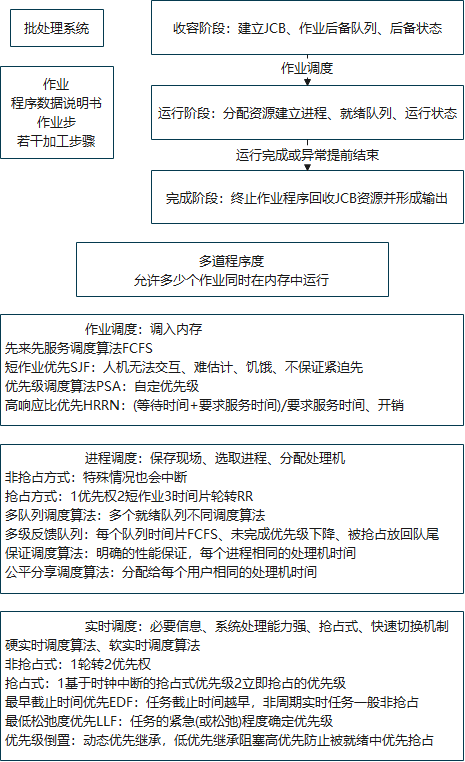 批处理系统
收容阶段：建立JCB、作业后备队列、后备状态
作业调度
作业
程序数据说明书
作业步
若干加工步骤
运行阶段：分配资源建立进程、就绪队列、运行状态
运行完成或异常提前结束
完成阶段：终止作业程序回收JCB资源并形成输出
多道程序度
允许多少个作业同时在内存中运行
作业调度：调入内存
先来先服务调度算法FCFS
短作业优先SJF：人机无法交互、难估计、饥饿、不保证紧迫先
优先级调度算法PSA：自定优先级
高响应比优先HRRN：(等待时间+要求服务时间)/要求服务时间、开销
进程调度：保存现场、选取进程、分配处理机
非抢占方式：特殊情况也会中断
抢占方式：1优先权2短作业3时间片轮转RR
多队列调度算法：多个就绪队列不同调度算法
多级反馈队列：每个队列时间片FCFS、未完成优先级下降、被抢占放回队尾
保证调度算法：明确的性能保证，每个进程相同的处理机时间
公平分享调度算法：分配给每个用户相同的处理机时间
实时调度：必要信息、系统处理能力强、抢占式、快速切换机制
硬实时调度算法、软实时调度算法
非抢占式：1轮转2优先权
抢占式：1基于时钟中断的抢占式优先级2立即抢占的优先级
最早截止时间优先EDF：任务截止时间越早，非周期实时任务一般非抢占
最低松弛度优先LLF：任务的紧急(或松弛)程度确定优先级
优先级倒置：动态优先继承，低优先继承阻塞高优先防止被就绪中优先抢占